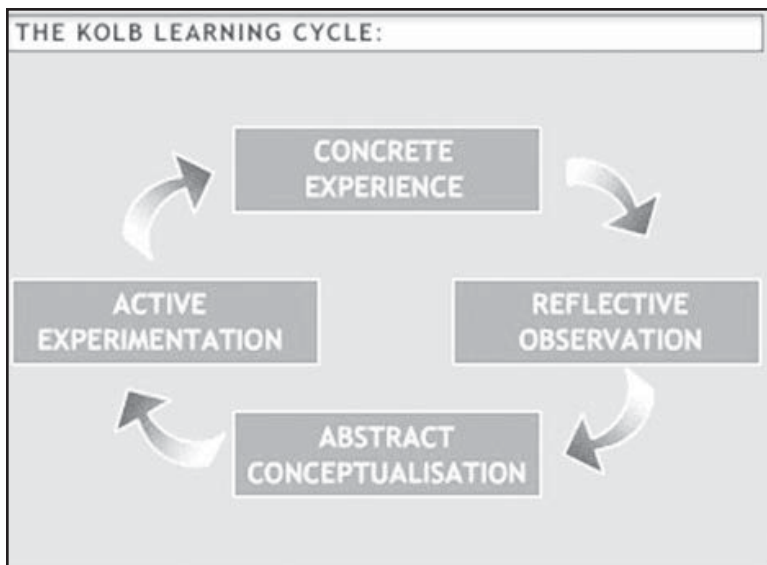 THE KOLB LEARNING CYCLE:
CONCRETE
EXPERIENCE
REFLECTIVE
OBSERVATION
ABSTRACT
CONCEPTUALISATION
ACTIVE
EXPERIMENTATION